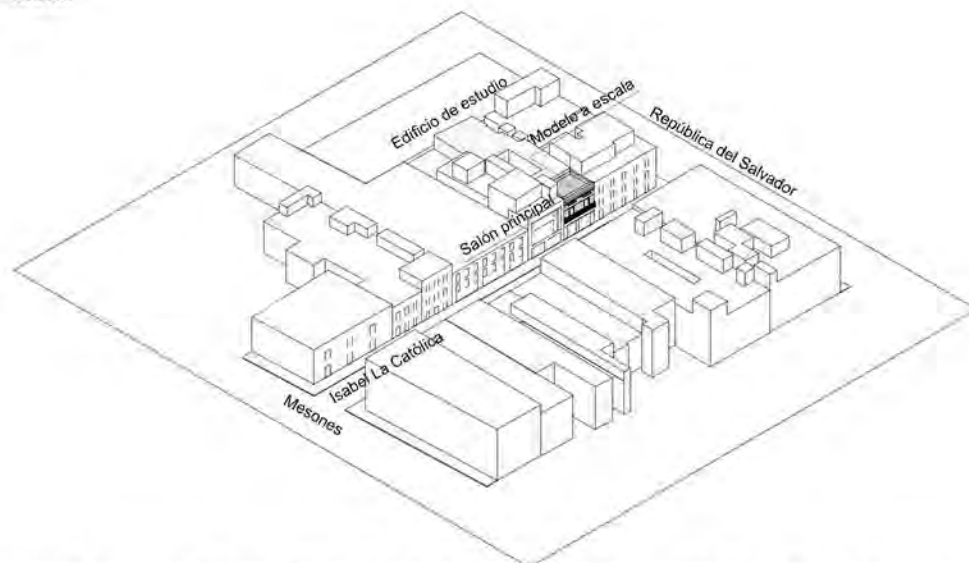 Edificio de estudio
Modelo a escala
República del Salvador
Salón principal
Isabel La Católica
Mesones